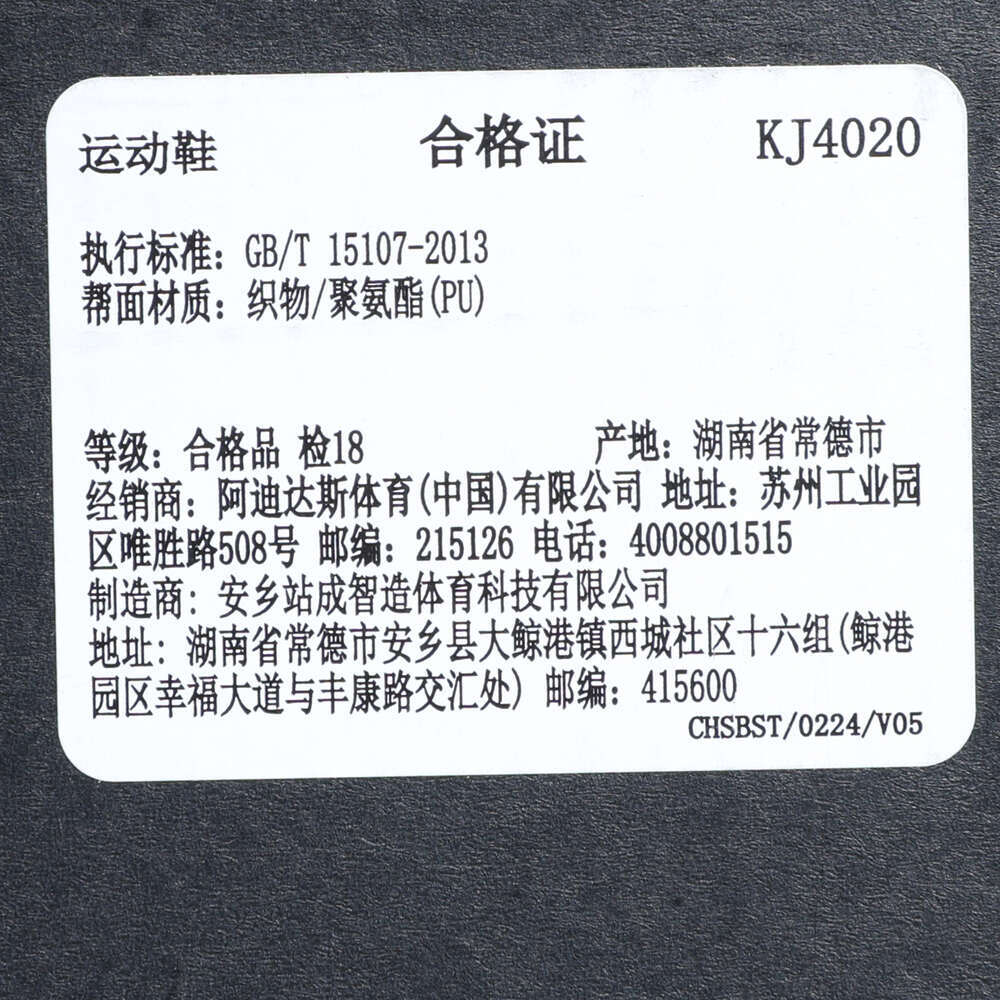 运动鞋 合格证 KJ4020
执行标准：GB/T 15107-2013
帮面材质：织物/聚氨酯(PU)
等级：合格品 检18 产地：湖南省常德市
经销商：阿迪达斯体育(中国)有限公司 地址：苏州工业园
区唯胜路508号 邮编：215126 电话：4008801515
制造商：安乡站成智造体育科技有限公司
地址：湖南省常德市安乡县大鲸港镇西城社区十六组(鲸港
园区幸福大道与丰康路交汇处) 邮编：415600
CHSBST/0224/V05